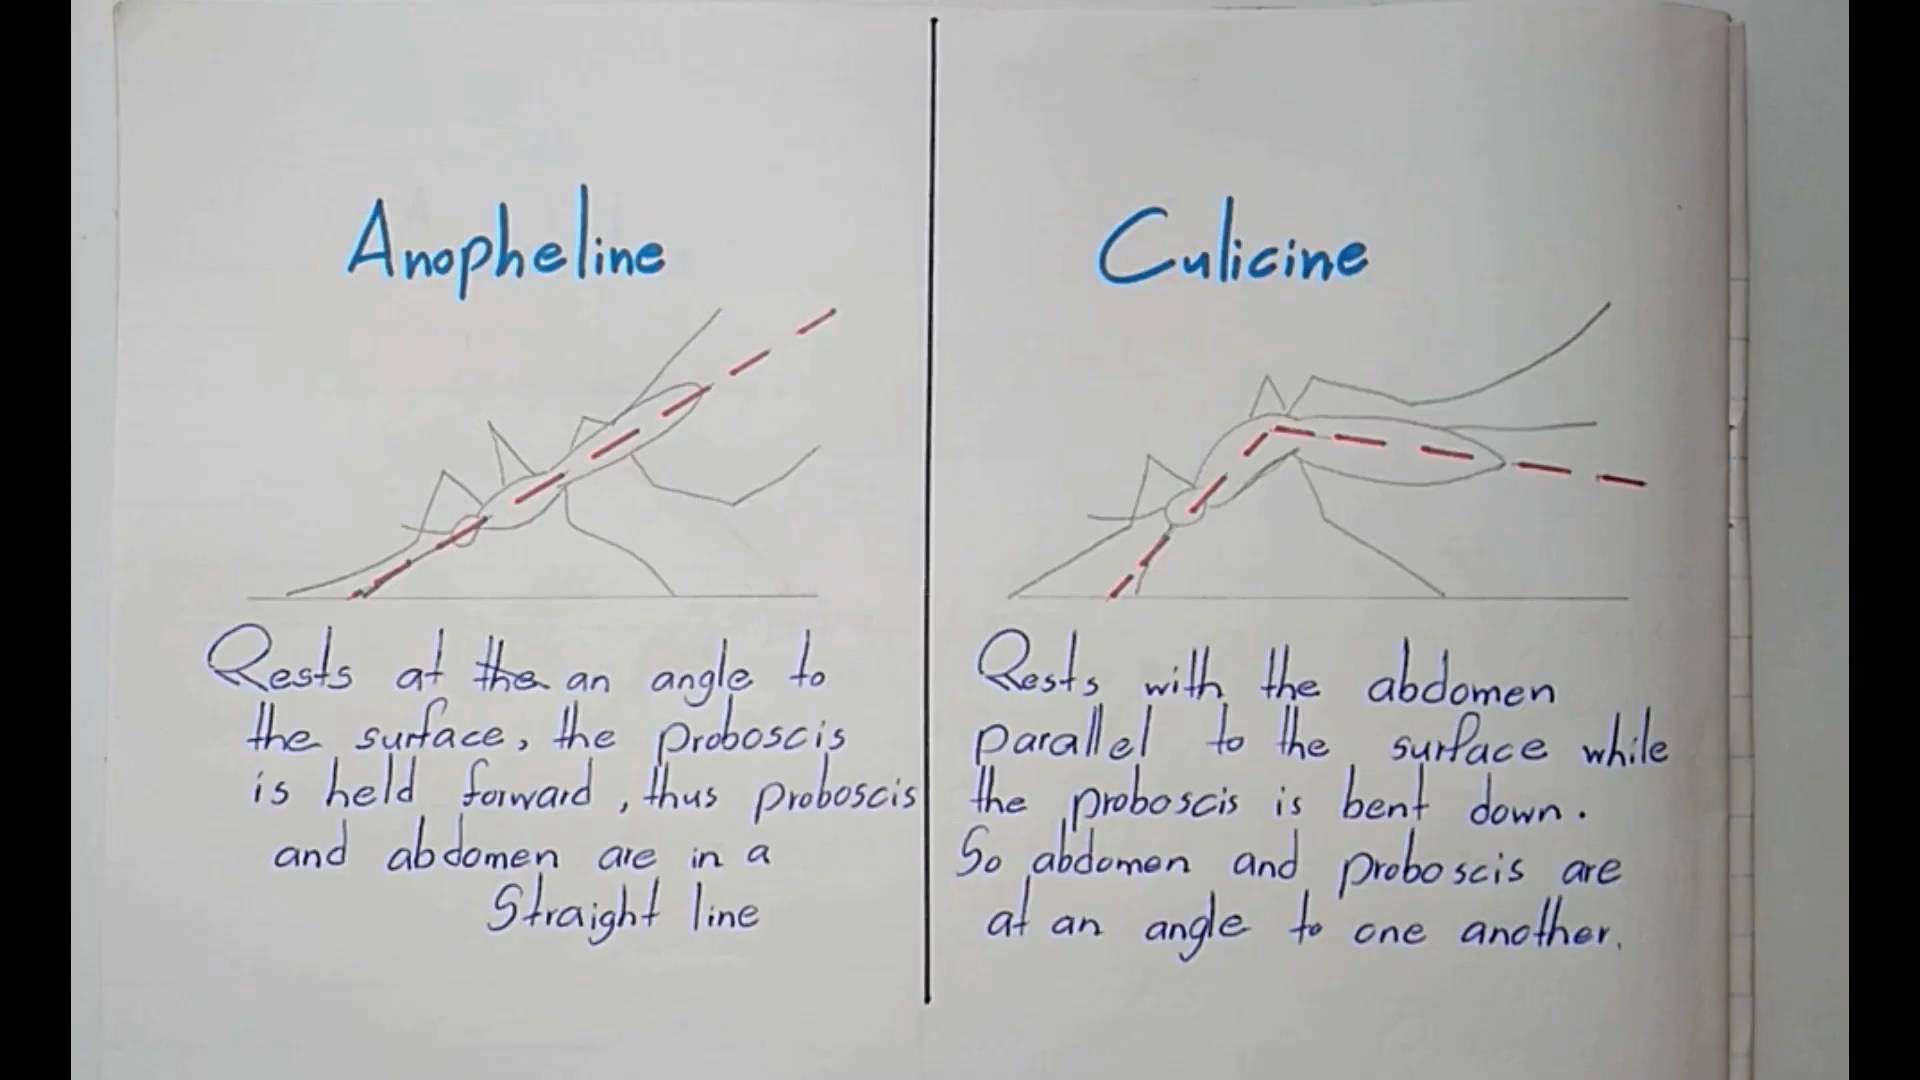 Anopheline
Rests at the an angle to
the surface, the proboscis
is held forward, thus proboscis
and abdomen are in a
Straight line
Culicine
Rests with the abdomen
parallel to the surface while
the proboscis is bent down.
So abdomen and proboscis are
at an angle to one another.